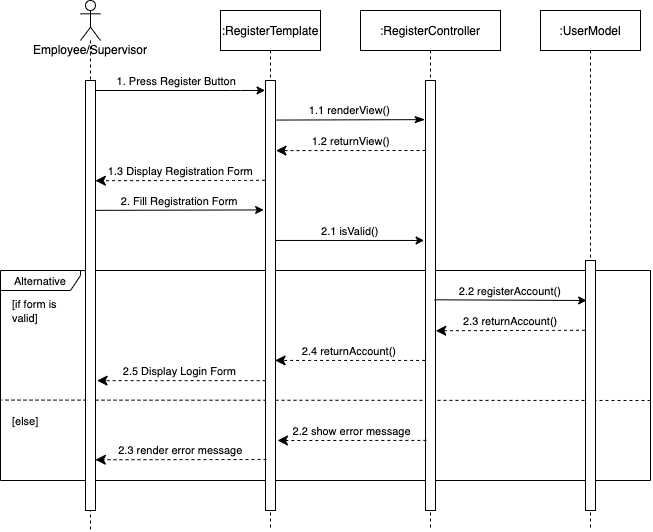 Employee/Supervisor
:RegisterTemplate
:RegisterController
:UserModel
1. Press Register Button
1.1 renderView()
1.2 returnView()
1.3 Display Registration Form
2. Fill Registration Form
2.1 isValid()
Alternative
[if form is
valid]
2.2 registerAccount()
2.3 returnAccount()
2.4 returnAccount()
2.5 Display Login Form
[else]
2.2 show error message
2.3 render error message